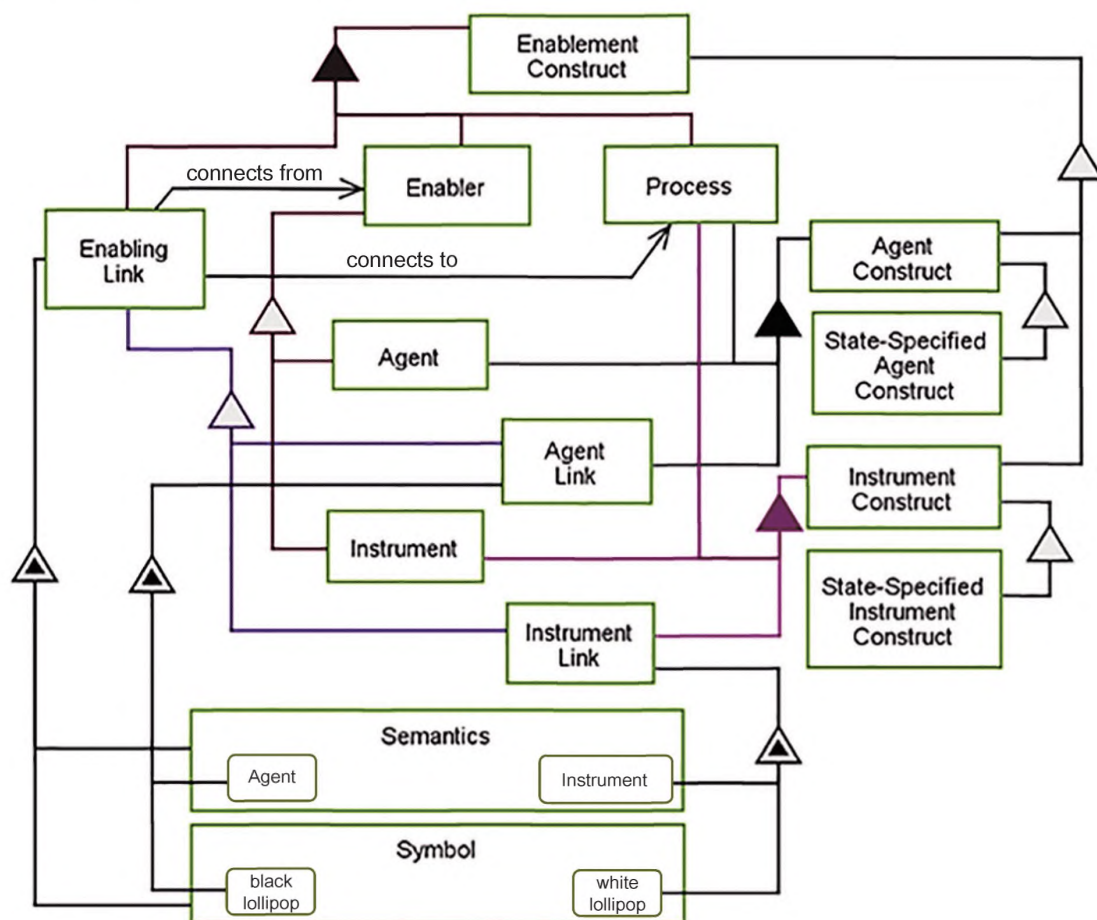 Enablement
Construct
connects from
Enabler
Process
Enabling
Link
connects to
Agent
Construct
Agent
State-Specified
Agent
Construct
Agent
Link
Instrument
Construct
Instrument
State-Specified
Instrument
Construct
Instrument
Link
Semantics
Agent
Instrument
Symbol
black
lollipop
white
lollipop